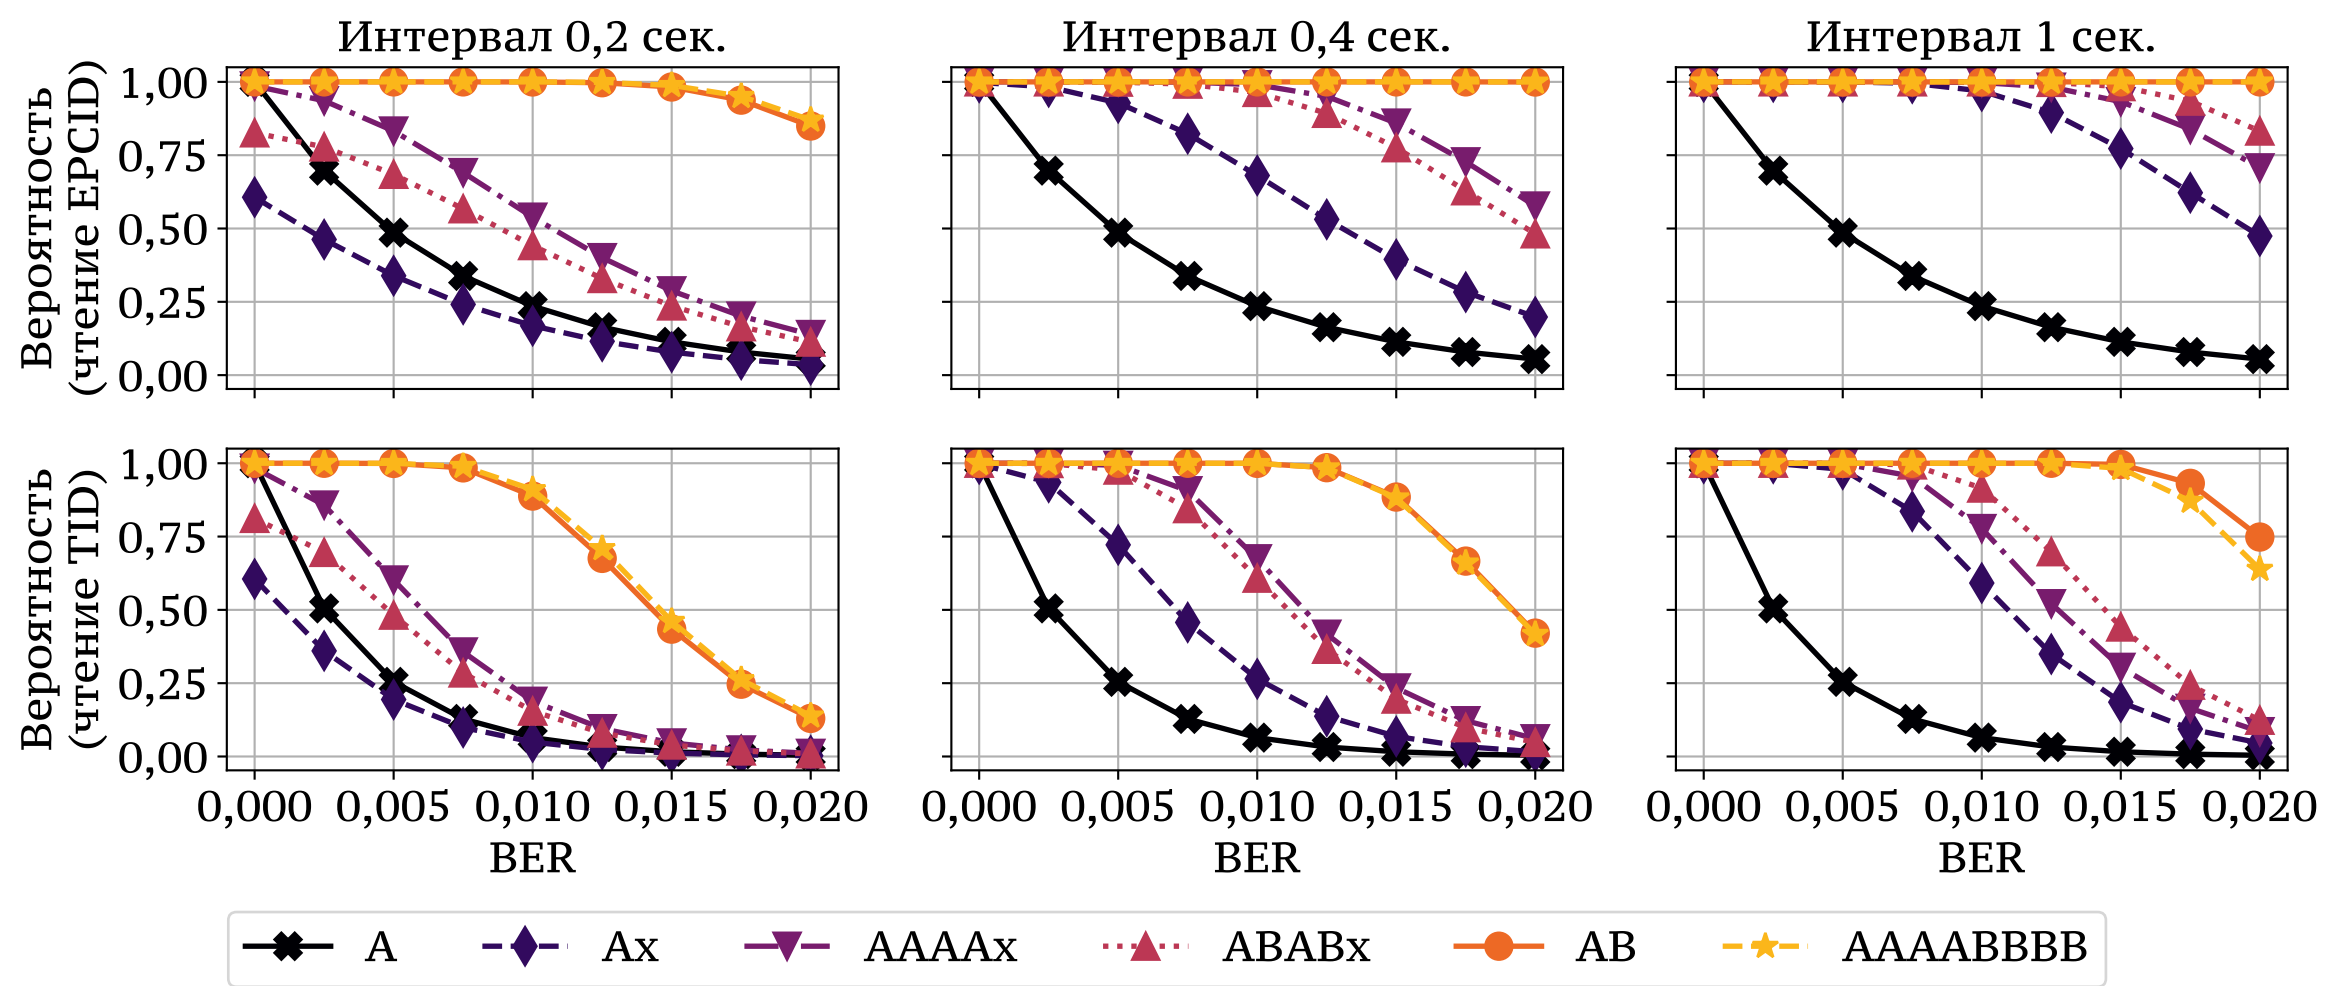 Интервал 0,2 сек.
Интервал 0,4 сек.
Интервал 1 сек.
Вероятность
(чтение EPCID)
1,00
0,75
0,50
0,25
0,00
Вероятность
(чтение TID)
1,00
0,75
0,50
0,25
0,00
0,000 0,005 0,010 0,015 0,020
0,000 0,005 0,010 0,015 0,020
0,000 0,005 0,010 0,015 0,020
BER
BER
BER
A Ax AAAAx ABABx AB AAAABBBB